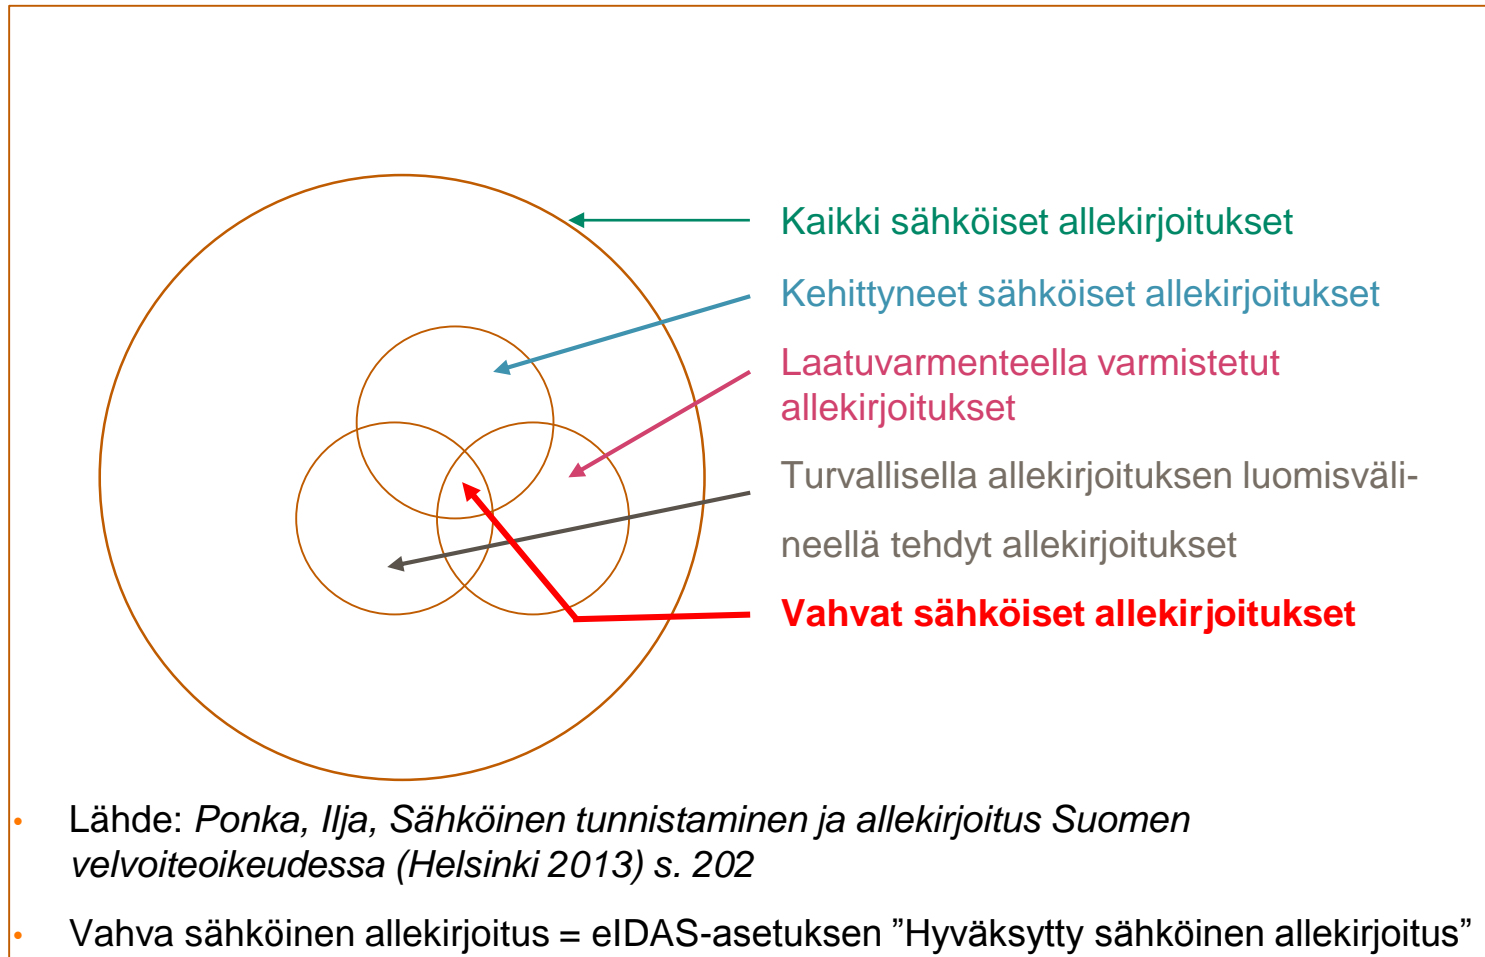 Kaikki sähköiset allekirjoitukset
Kehittyneet sähköiset allekirjoitukset
Laatuvarmenteella varmistetut
allekirjoitukset
Turvallisella allekirjoituksen luomisväli-
neellä tehdyt allekirjoitukset
Vahvat sähköiset allekirjoitukset
• Lähde: Ponka, Ilja, Sähköinen tunnistaminen ja allekirjoitus Suomen
velvoiteoikeudessa (Helsinki 2013) s. 202
• Vahva sähköinen allekirjoitus = eIDAS-asetuksen ”Hyväksytty sähköinen allekirjoitus”